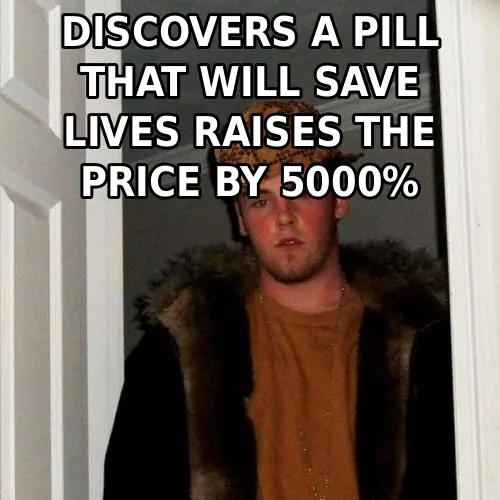 DISCOVERS A PILL
THAT WILL SAVE
LIVES RAISES THE
PRICE BY 5000%